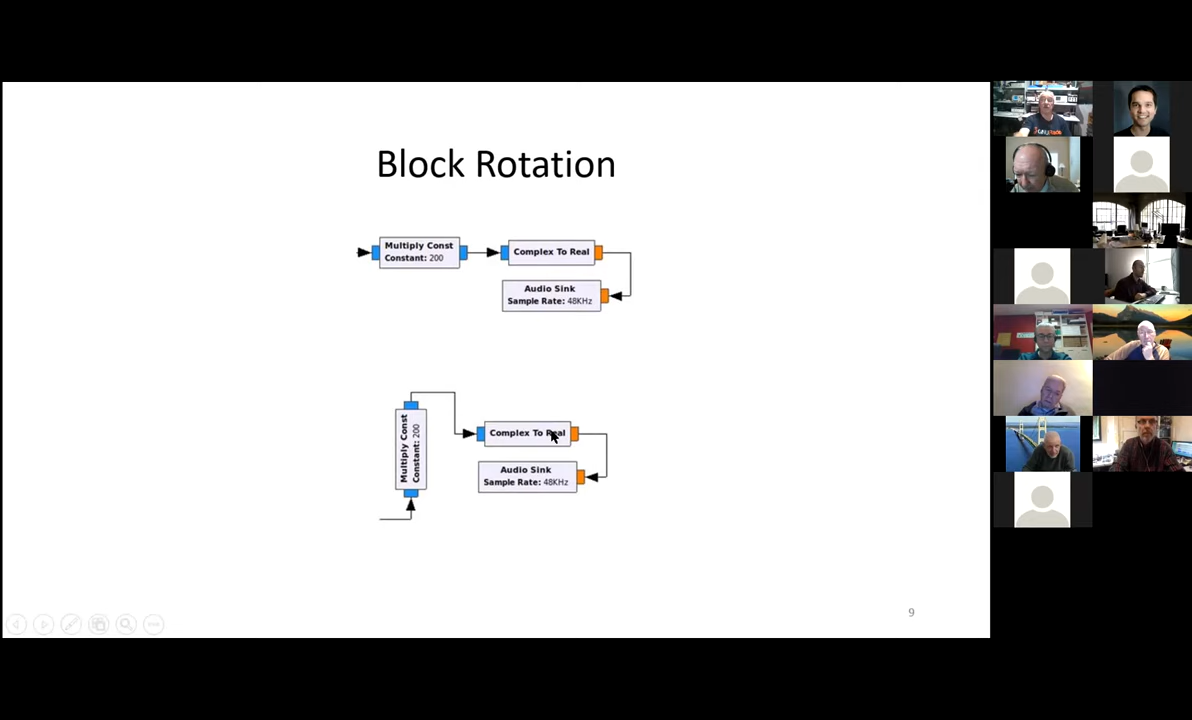 Block Rotation
Multiply Const
Constant: 200
Complex To Real
Audio Sink
Sample Rate: 48KHz
Multiply Const
Constant: 200
Complex To Real
Audio Sink
Sample Rate: 48KHz
9